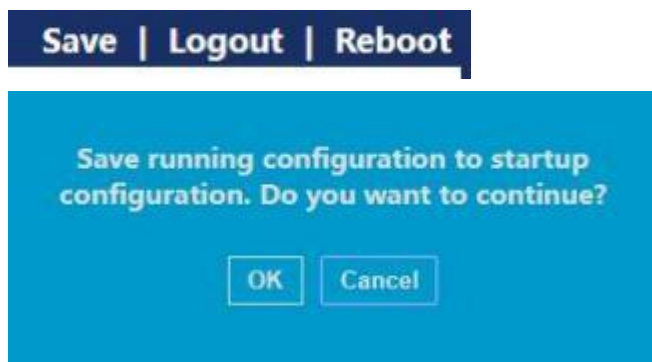 Save | Logout | Reboot
Save running configuration to startup
configuration. Do you want to continue?
OK Cancel